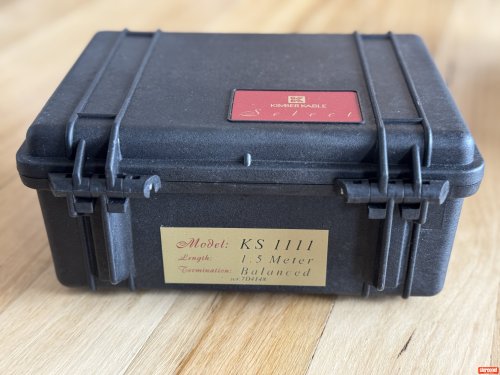 KIMBER KABLE
Select
Model: KS 1111
Length: 1.5 Meter
Termination: Balanced